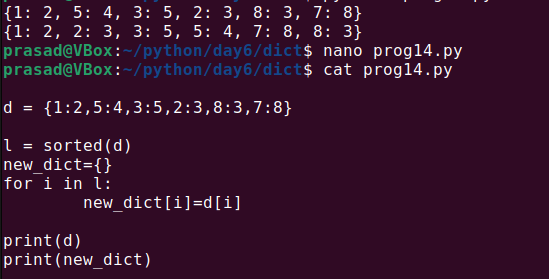 {1: 2, 5: 4, 3: 5, 2: 3, 8: 3, 7: 8}
{1: 2, 2: 3, 3: 5, 5: 4, 7: 8, 8: 3}
prasad@VBox:~/python/day6/dict$ nano prog14.py
prasad@VBox:~/python/day6/dict$ cat prog14.py
d = {1:2,5:4,3:5,2:3,8:3,7:8}
l = sorted(d)
new_dict={}
for i in l:
        new_dict[i]=d[i]
print(d)
print(new_dict)